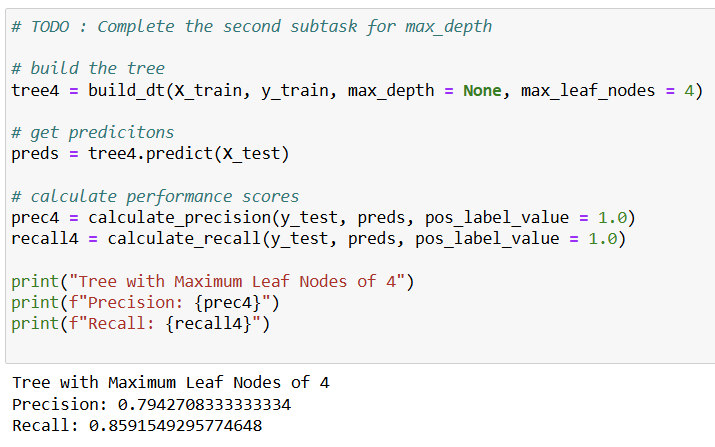 # TODO : Complete the second subtask for max_depth
# build the tree
tree4 = build_dt(X_train, y_train, max_depth = None, max_leaf_nodes = 4)
# get predicitons
preds = tree4.predict(X_test)
# calculate performance scores
prec4 = calculate_precision(y_test, preds, pos_label_value = 1.0)
recall4 = calculate_recall(y_test, preds, pos_label_value = 1.0)
print("Tree with Maximum Leaf Nodes of 4")
print(f"Precision: {prec4}")
print(f"Recall: {recall4}")
Tree with Maximum Leaf Nodes of 4
Precision: 0.7942708333333334
Recall: 0.8591549295774648